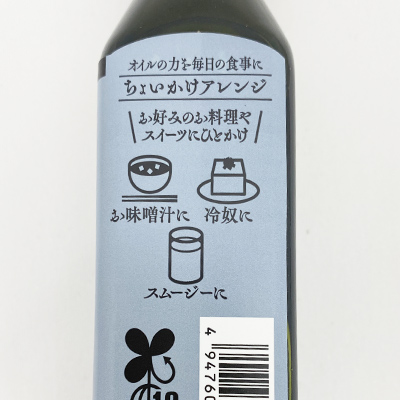 オイルの力を毎日の食事に
ちょいかけアレンジ
お好みのお料理や
スイーツにひとかけ
お味噌汁に 冷奴に
スムージーに
4 94760